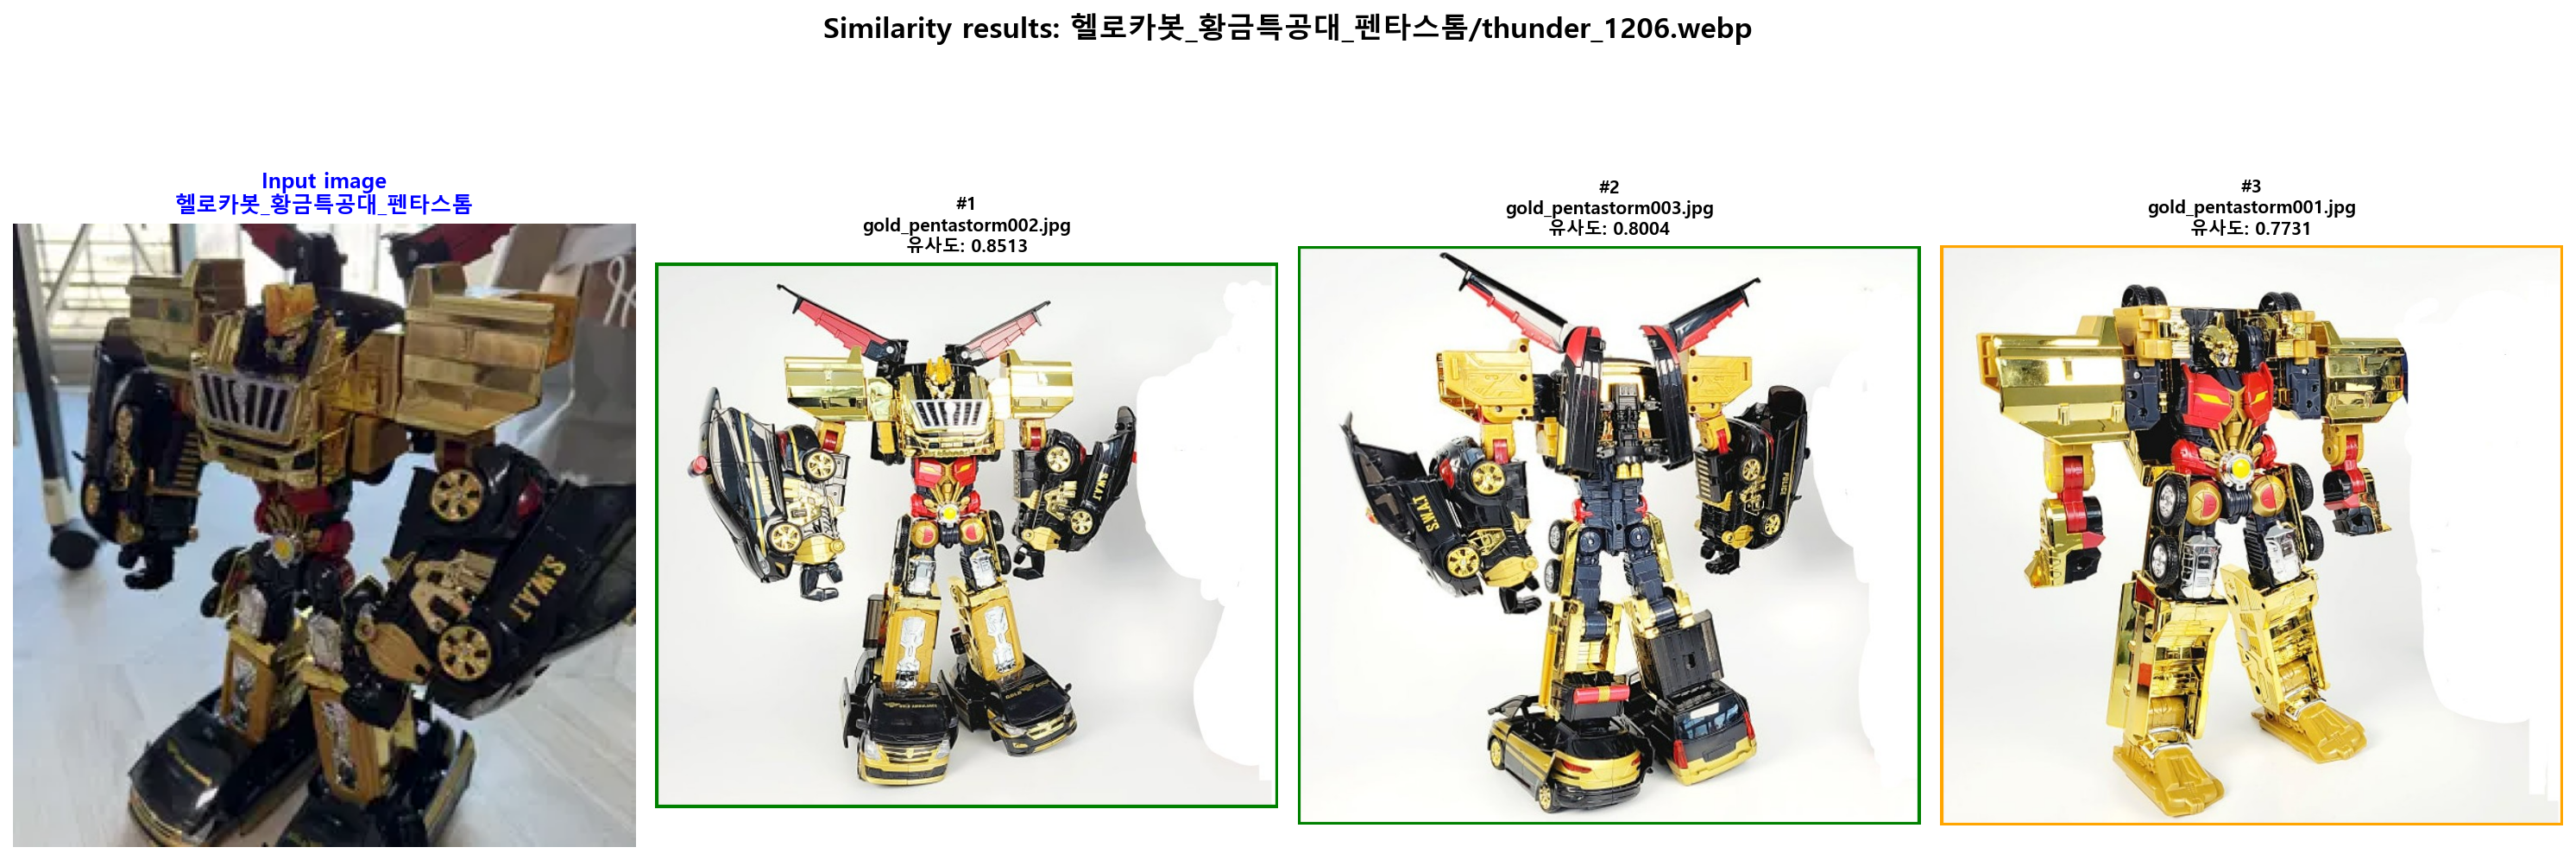 Similarity results: 헬로카봇_황금특공대_펜타스톰/thunder_1206.webp
Input image
헬로카봇_황금특공대_펜타스톰
#1
gold_pentastorm002.jpg
유사도: 0.8513
#2
gold_pentastorm003.jpg
유사도: 0.8004
#3
gold_pentastorm001.jpg
유사도: 0.7731
S.W.A.T
S.W.A.T
S.W.A.T
POLICE